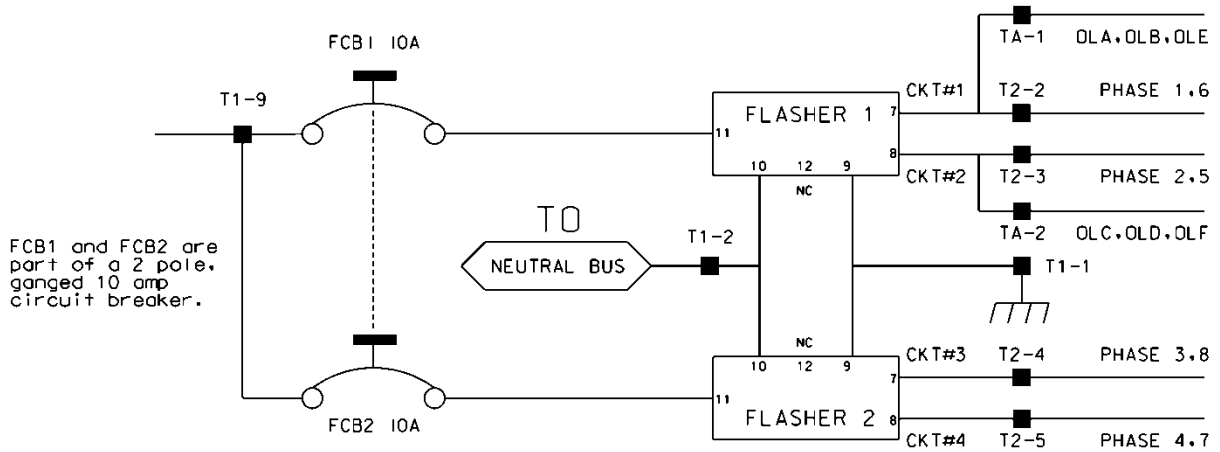 FCB1 10A
T1-9
FCB1 and FCB2 are
part of a 2 pole,
ganged 10 amp
circuit breaker.
FCB2 10A
TO
NEUTRAL BUS
T1-2
FLASHER 1
11
7
8
10 12 9
NC
CKT#1
CKT#2
TA-1 OLA,OLB,OLE
T2-2 PHASE 1,6
T2-3 PHASE 2,5
TA-2 OLC,OLD,OLF
T1-1
NC
10 12 9
11
7
8
FLASHER 2
CKT#3 T2-4 PHASE 3,8
CKT#4 T2-5 PHASE 4,7